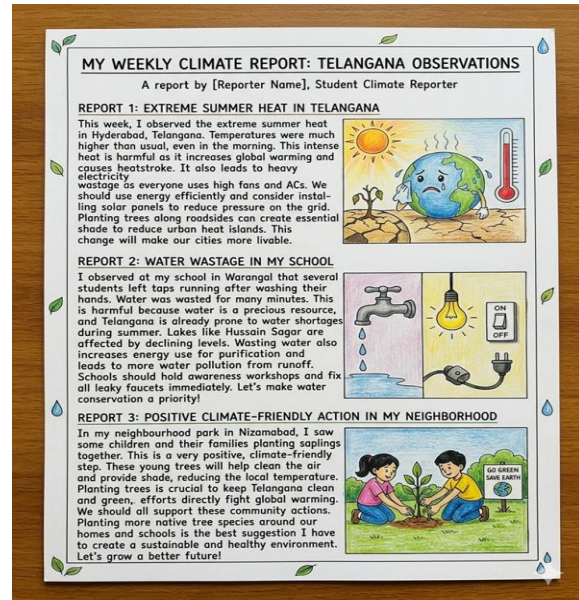 MY WEEKLY CLIMATE REPORT: TELANGANA OBSERVATIONS
A report by [Reporter Name], Student Climate Reporter
REPORT 1: EXTREME SUMMER HEAT IN TELANGANA
This week, I observed the extreme summer heat
in Hyderabad, Telangana. Temperatures were much
higher than usual, even in the morning. This intense
heat is harmful as it increases global warming and
causes heatstroke. It also leads to heavy
electricity
wastage as everyone uses high fans and ACs. We
should use energy efficiently and consider instal-
ling solar panels to reduce pressure on the grid.
Planting trees along roadsides can create essential
shade to reduce urban heat islands. This
change will make our cities more livable.
REPORT 2: WATER WASTAGE IN MY SCHOOL
I observed at my school in Warangal that several
students left taps running after washing their
hands. Water was wasted for many minutes. This
is harmful because water is a precious resource,
and Telangana is already prone to water shortages
during summer. Lakes like Hussain Sagar are
affected by declining levels. Wasting water also
increases energy use for purification and
leads to more water pollution from runoff.
Schools should hold awareness workshops and fix
all leaky faucets immediately. Let's make water
conservation a priority!
ON
OFF
REPORT 3: POSITIVE CLIMATE-FRIENDLY ACTION IN MY NEIGHBORHOOD
In my neighbourhood park in Nizamabad, I saw
some children and their families planting saplings
together. This is a very positive, climate-friendly
step. These young trees will help clean the air
and provide shade, reducing the local temperature.
Planting trees is crucial to keep Telangana clean
and green,. efforts directly fight global warming.
We should all support these community actions.
Planting more native tree species around our
homes and schools is the best suggestion I have
to create a sustainable and healthy environment.
Let's grow a better future!
GO GREEN
SAVE EARTH